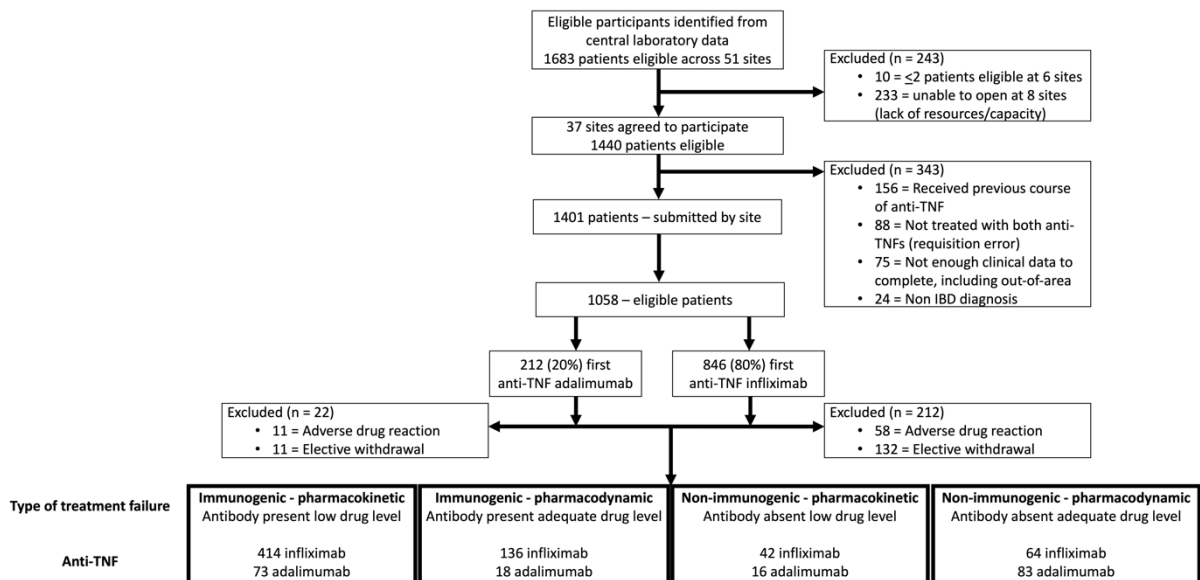 Eligible participants identified from
central laboratory data
1683 patients eligible across 51 sites
Excluded (n = 243)
• 10 = <2 patients eligible at 6 sites
• 233 = unable to open at 8 sites
(lack of resources/capacity)
37 sites agreed to participate
1440 patients eligible
Excluded (n = 343)
• 156 = Received previous course
of anti-TNF
• 88 = Not treated with both anti-
TNFs (requisition error)
• 75 = Not enough clinical data to
complete, including out-of-area
• 24 = Non IBD diagnosis
1401 patients – submitted by site
1058 – eligible patients
212 (20%) first
anti-TNF adalimumab
846 (80%) first
anti-TNF infliximab
Excluded (n = 22)
• 11 = Adverse drug reaction
• 11 = Elective withdrawal
Excluded (n = 212)
• 58 = Adverse drug reaction
• 132 = Elective withdrawal
Type of treatment failure
Immunogenic - pharmacokinetic
Antibody present low drug level
Immunogenic - pharmacodynamic
Antibody present adequate drug level
Non-immunogenic - pharmacokinetic
Antibody absent low drug level
Non-immunogenic - pharmacodynamic
Antibody absent adequate drug level
Anti-TNF
414 infliximab
73 adalimumab
136 infliximab
18 adalimumab
42 infliximab
16 adalimumab
64 infliximab
83 adalimumab